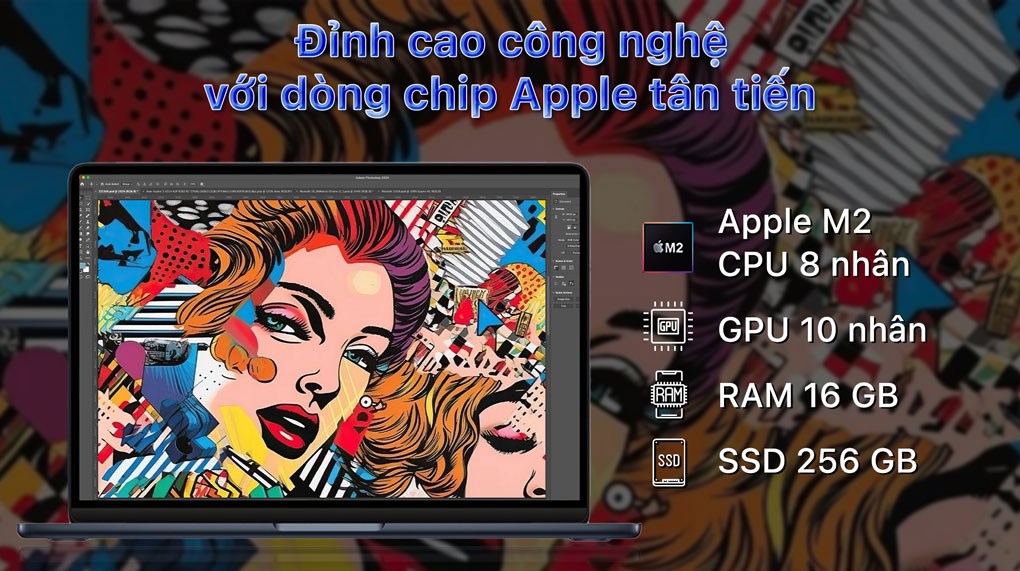 Đỉnh cao công nghệ
với dòng chip Apple tân tiến
M2
Apple M2
CPU 8 nhân
GPU
GPU 10 nhân
RAM
RAM 16 GB
SSD
SSD 256 GB